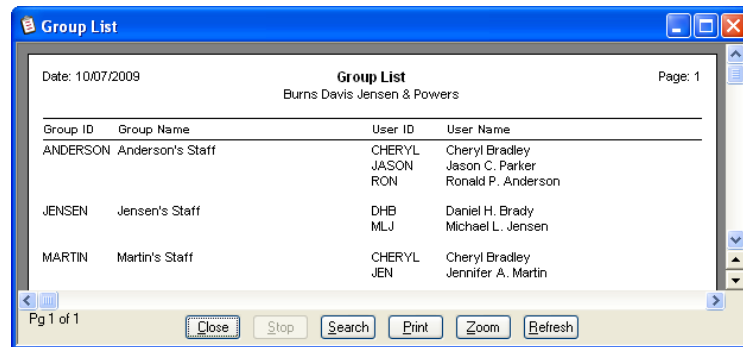 Group List
Date: 10/07/2009 Group List Page: 1
Burns Davis Jensen & Powers
Group ID Group Name User ID User Name
ANDERSON Anderson's Staff CHERYL Cheryl Bradley
JASON Jason C. Parker
RON Ronald P. Anderson
JENSEN Jensen's Staff DHB Daniel H. Brady
MLJ Michael L. Jensen
MARTIN Martin's Staff CHERYL Cheryl Bradley
JEN Jennifer A. Martin
Pg 1 of 1 Close Stop Search Print Zoom Refresh